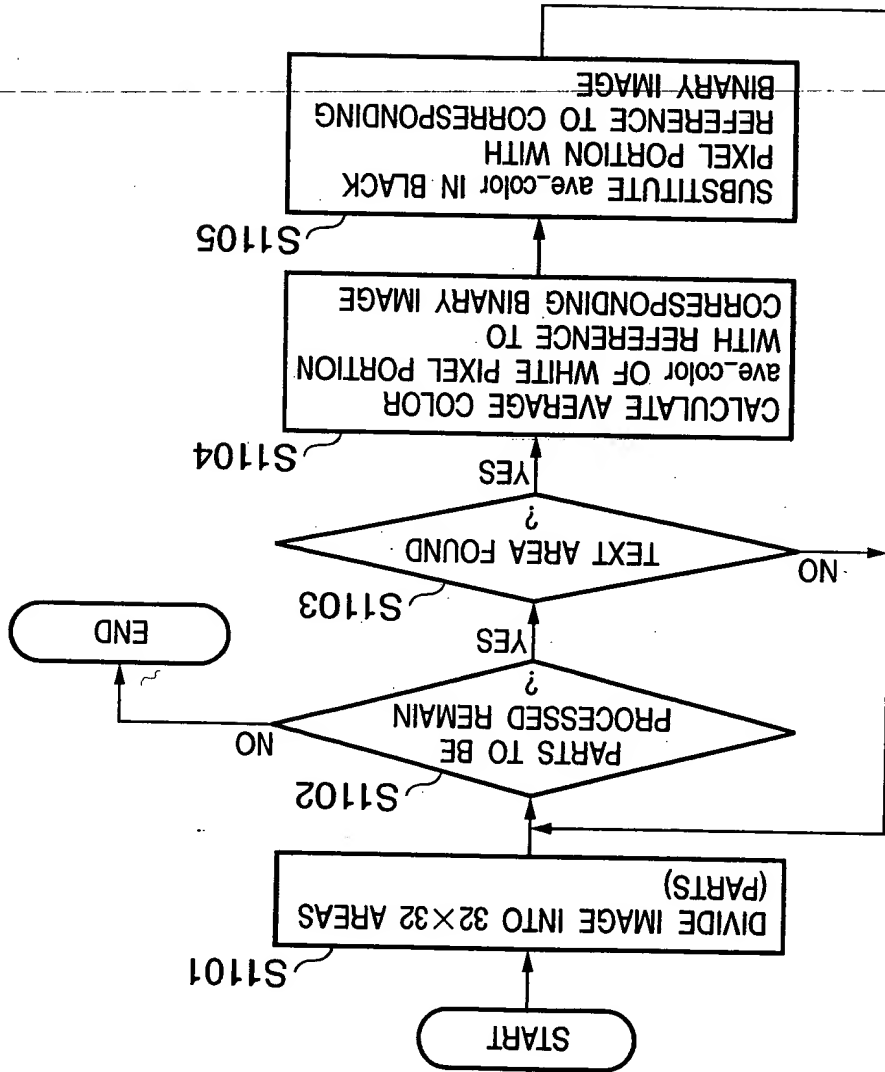 START
S1101
DIVIDE IMAGE INTO 32×32 AREAS
(PARTS)
S1102
PARTS TO BE
PROCESSED REMAIN
?
NO
YES
END
S1103
TEXT AREA FOUND
?
NO
YES
S1104
CALCULATE AVERAGE COLOR
ave_color OF WHITE PIXEL PORTION
WITH REFERENCE TO
CORRESPONDING BINARY IMAGE
S1105
SUBSTITUTE ave_color IN BLACK
PIXEL PORTION WITH
REFERENCE TO CORRESPONDING
BINARY IMAGE